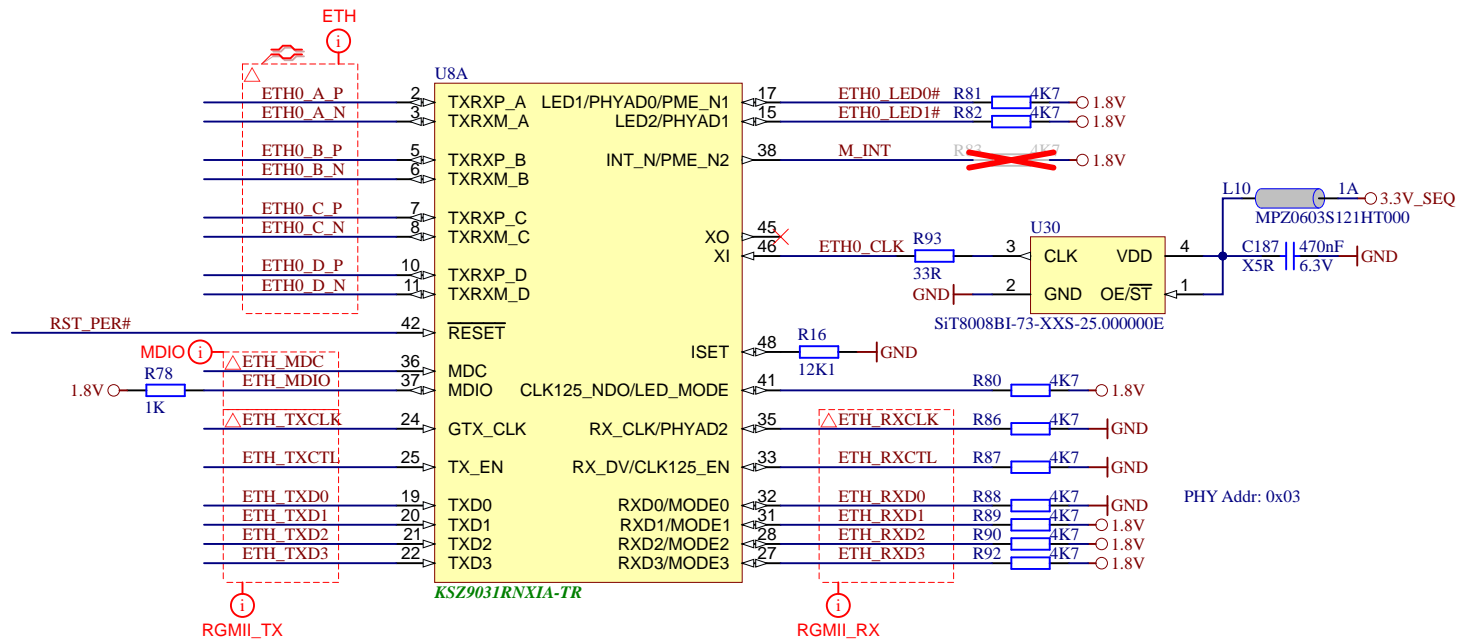 ETH
U8A
ETH0_A_P 2 TXRXP_A LED1/PHYAD0/PME_N1 17 ETH0_LED0# R81 4K7 1.8V
ETH0_A_N 3 TXRXM_A LED2/PHYAD1 15 ETH0_LED1# R82 4K7 1.8V
ETH0_B_P 5 TXRXP_B INT_N/PME_N2 38 M_INT R83 4K7 1.8V
ETH0_B_N 6 TXRXM_B
L10 1A 3.3V_SEQ
MPZ0603S121HT000
ETH0_C_P 7 TXRXP_C
ETH0_C_N 8 TXRXM_C XO 45
U30
XI 46 ETH0_CLK R93 33R 3 CLK VDD 4 C187 470nF GND
X5R 6.3V
ETH0_D_P 10 TXRXP_D
ETH0_D_N 11 TXRXM_D GND 2 GND OE/ST 1
SiT8008BI-73-XXS-25.000000E
RST_PER# 42 RESET
MDIO
ISET 48 R16 12K1 GND
ETH_MDC 36 MDC
1.8V R78 1K ETH_MDIO 37 MDIO CLK125_NDO/LED_MODE 41 R80 4K7 1.8V
ETH_TXCLK 24 GTX_CLK RX_CLK/PHYAD2 35 ETH_RXCLK R86 4K7 GND
ETH_TXCTL 25 TX_EN RX_DV/CLK125_EN 33 ETH_RXCTL R87 4K7 GND
ETH_TXD0 19 TXD0 RXD0/MODE0 32 ETH_RXD0 R88 4K7 GND
PHY Addr: 0x03
ETH_TXD1 20 TXD1 RXD1/MODE1 31 ETH_RXD1 R89 4K7 1.8V
ETH_TXD2 21 TXD2 RXD2/MODE2 28 ETH_RXD2 R90 4K7 1.8V
ETH_TXD3 22 TXD3 RXD3/MODE3 27 ETH_RXD3 R92 4K7 1.8V
KSZ9031RNXIA-TR
RGMII_TX
RGMII_RX